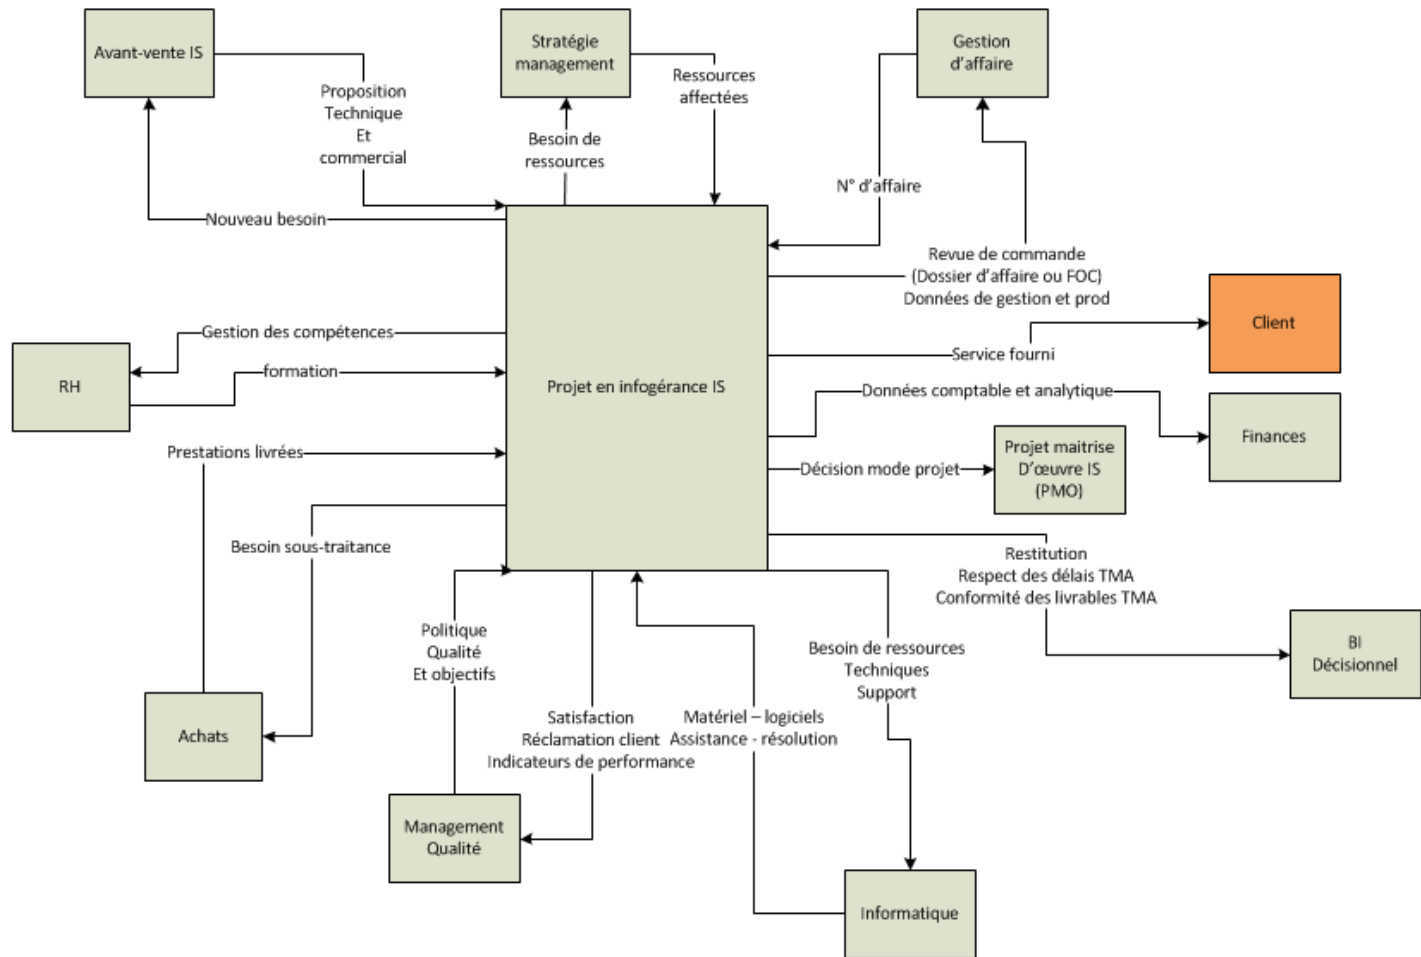 Avant-vente IS
Stratégie
management
Gestion
d'affaire
Proposition
Technique
Et
commercial
Ressources
affectées
Besoin de
ressources
N° d'affaire
Nouveau besoin
Revue de commande
(Dossier d'affaire ou FOC)
Données de gestion et prod
Client
Gestion des compétences
Service fourni
RH
formation
Projet en infogérance IS
Données comptable et analytique
Finances
Prestations livrées
Décision mode projet
Projet maitrise
D'œuvre IS
(PMO)
Besoin sous-traitance
Restitution
Respect des délais TMA
Conformité des livrables TMA
Politique
Qualité
Et objectifs
Besoin de ressources
Techniques
Support
BI
Décisionnel
Achats
Satisfaction
Réclamation client
Indicateurs de performance
Matériel – logiciels
Assistance - résolution
Management
Qualité
Informatique